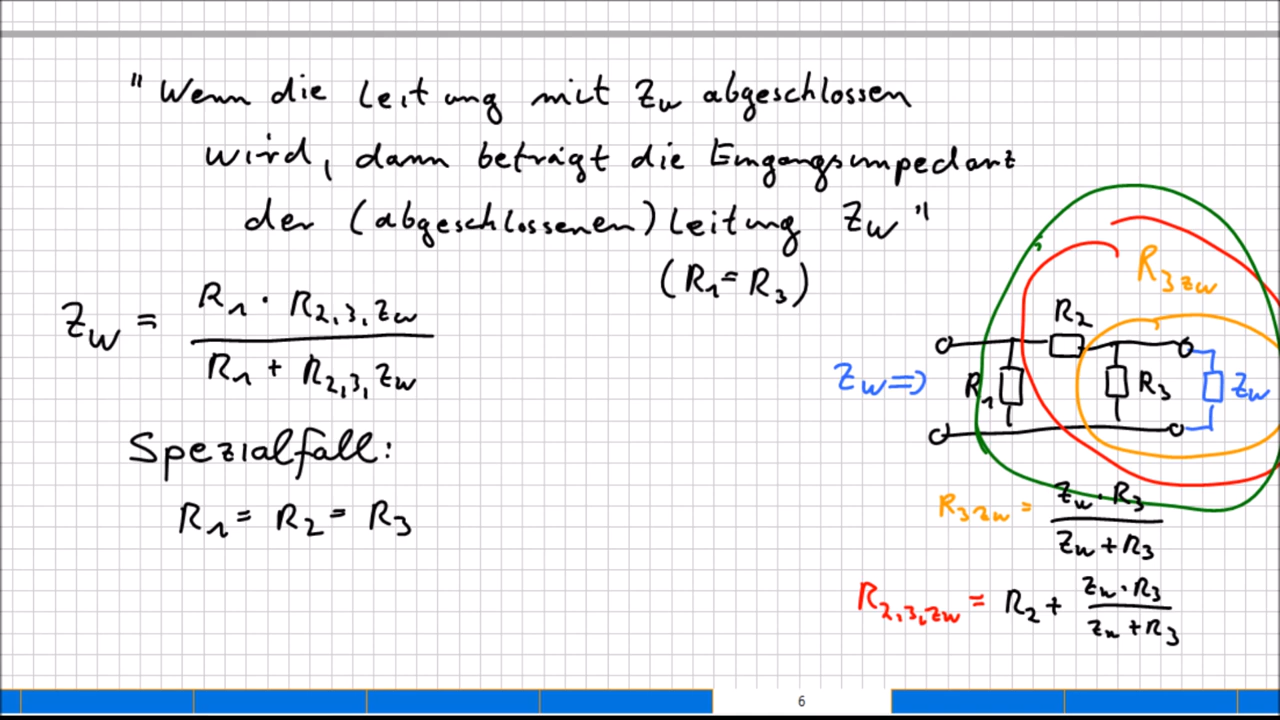 "Wenn die Leitung mit Zw abgeschlossen
wird, dann beträgt die Eingangsimpedanz
der (abgeschlossenen) Leitung Zw"
(R1 = R3)
Zw = R1 · R2,3,Zw
R1 + R2,3,Zw
Spezialfall:
R1 = R2 = R3
R3Zw
R2
Zw ⇒
R1
R3
Zw
R3Zw = Zw · R3
Zw + R3
R2,3,Zw = R2 + Zw · R3
Zw + R3
6